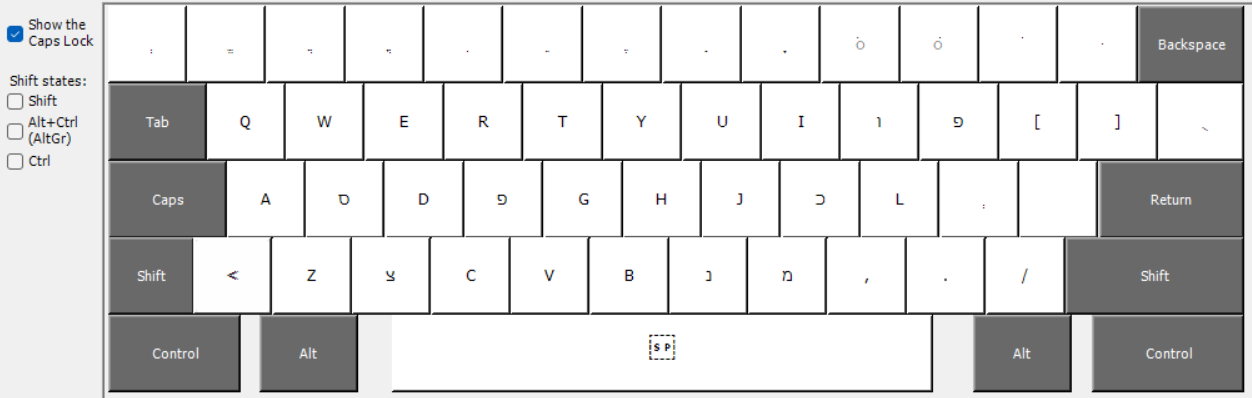 Show the
Caps Lock
Shift states:
Shift
Alt+Ctrl
(AltGr)
Ctrl
Backspace
Tab Q W E R T Y U I ו פ [ ]
Caps A ס D פ G H J כ L Return
Shift Z צ C V B נ מ , . / Shift
Control Alt SP Alt Control